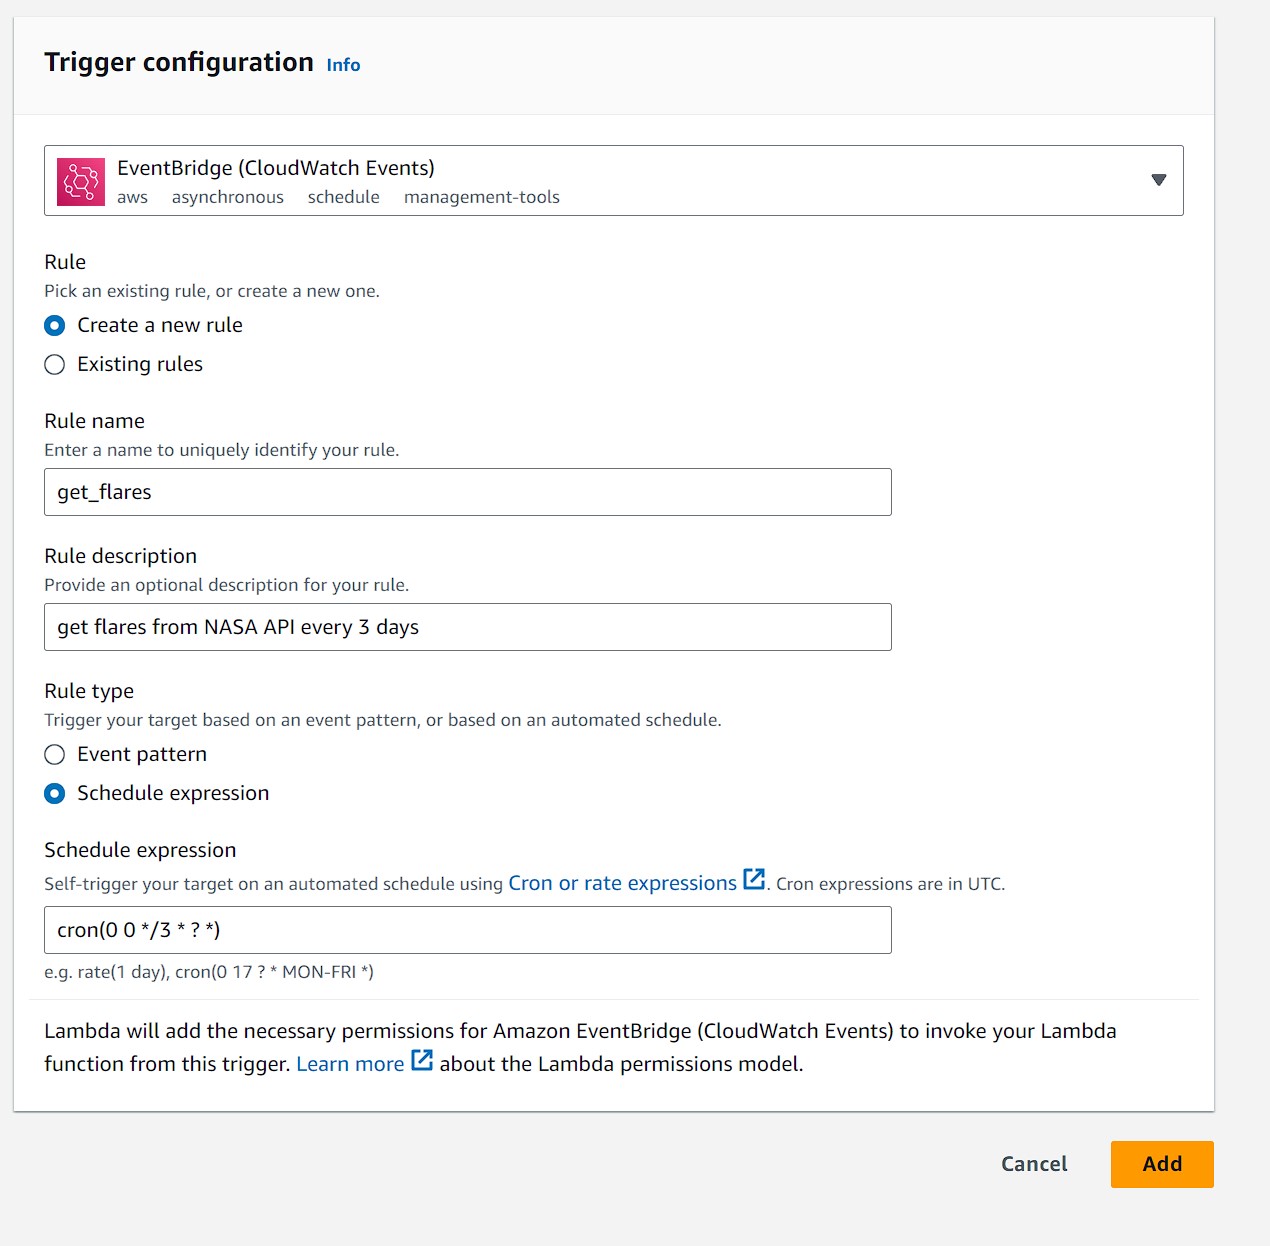 Trigger configuration Info
EventBridge (CloudWatch Events)
aws asynchronous schedule management-tools
Rule
Pick an existing rule, or create a new one.
Create a new rule
Existing rules
Rule name
Enter a name to uniquely identify your rule.
get_flares
Rule description
Provide an optional description for your rule.
get flares from NASA API every 3 days
Rule type
Trigger your target based on an event pattern, or based on an automated schedule.
Event pattern
Schedule expression
Schedule expression
Self-trigger your target on an automated schedule using Cron or rate expressions. Cron expressions are in UTC.
cron(0 0 */3 * ? *)
e.g. rate(1 day), cron(0 17 ? * MON-FRI *)
Lambda will add the necessary permissions for Amazon EventBridge (CloudWatch Events) to invoke your Lambda
function from this trigger. Learn more about the Lambda permissions model.
Cancel Add